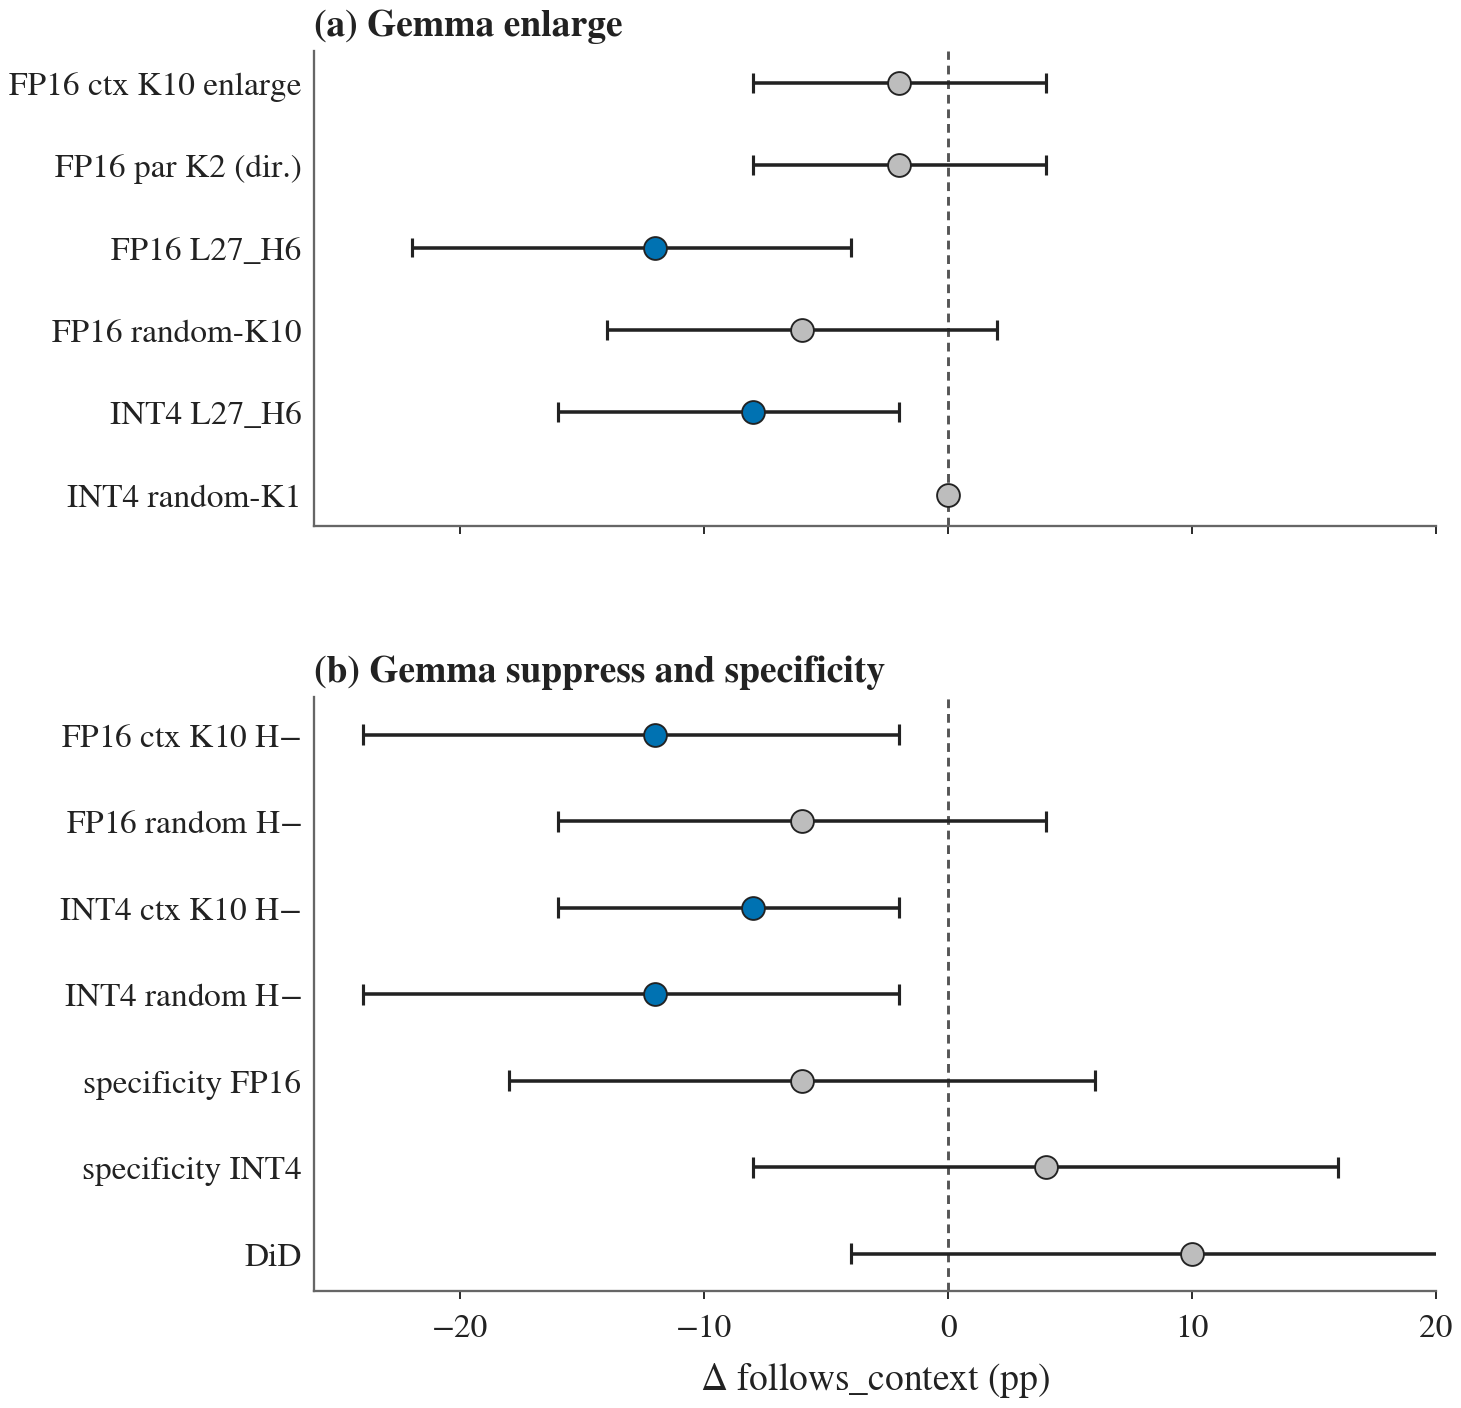 (a) Gemma enlarge
FP16 ctx K10 enlarge
FP16 par K2 (dir.)
FP16 L27_H6
FP16 random-K10
INT4 L27_H6
INT4 random-K1
(b) Gemma suppress and specificity
FP16 ctx K10 H−
FP16 random H−
INT4 ctx K10 H−
INT4 random H−
specificity FP16
specificity INT4
DiD
−20 −10 0 10 20
Δ follows_context (pp)